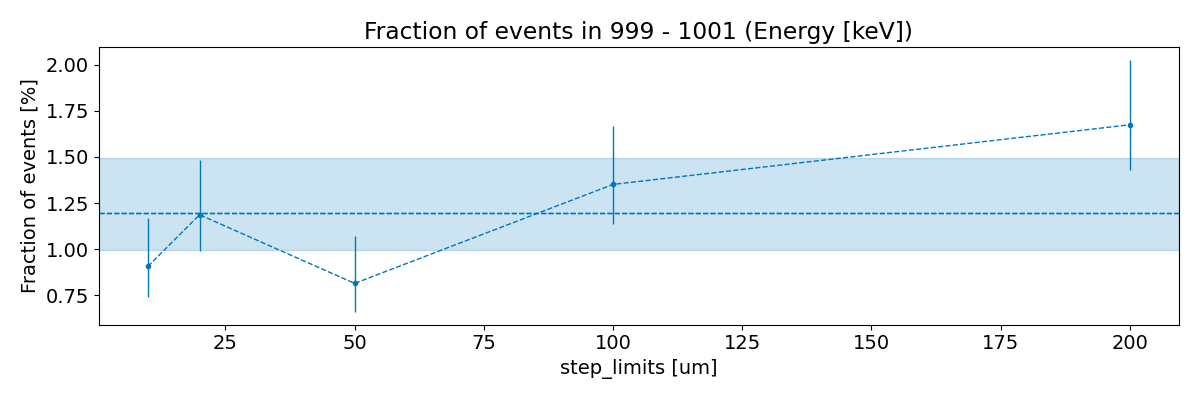 Fraction of events in 999 - 1001 (Energy [keV])
Fraction of events [%]
2.00
1.75
1.50
1.25
1.00
0.75
25 50 75 100 125 150 175 200
step_limits [um]